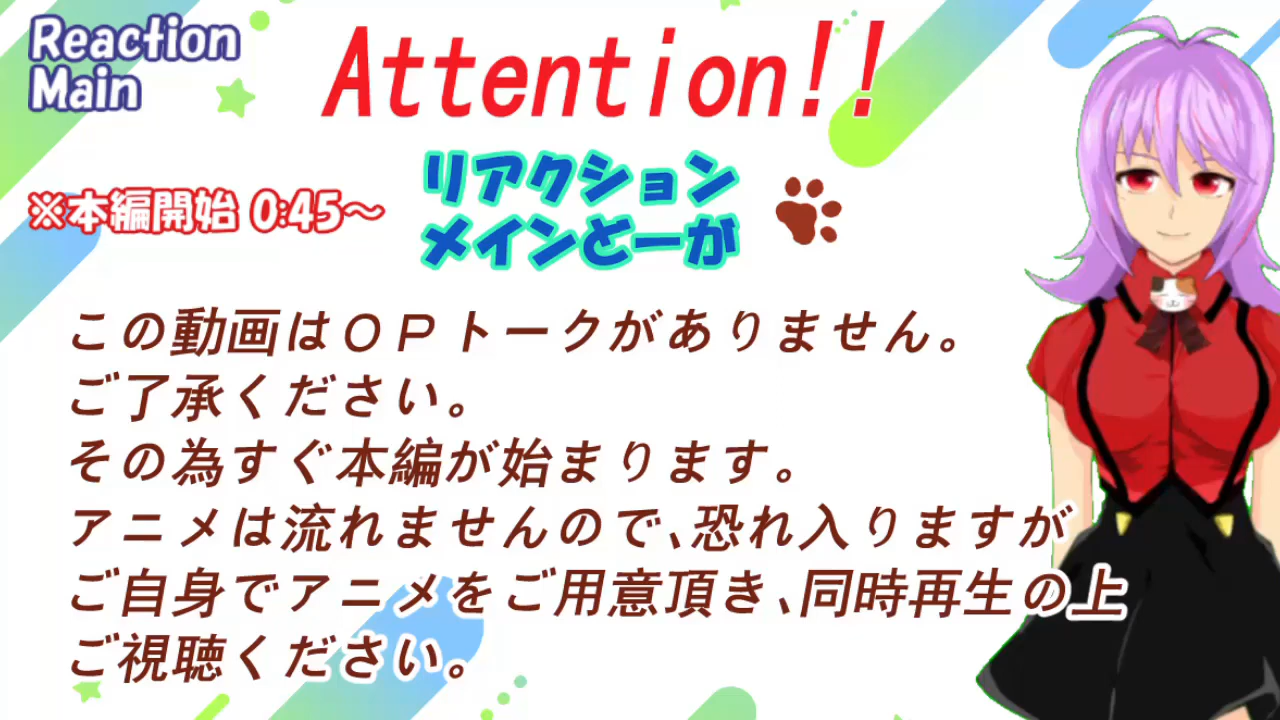 Reaction
Main
Attention!!
リアクション
メインとーが
※本編開始 0:45～
この動画はＯＰトークがありません。
ご了承ください。
その為すぐ本編が始まります。
アニメは流れませんので、恐れ入りますが
ご自身でアニメをご用意頂き、同時再生の上
ご視聴ください。